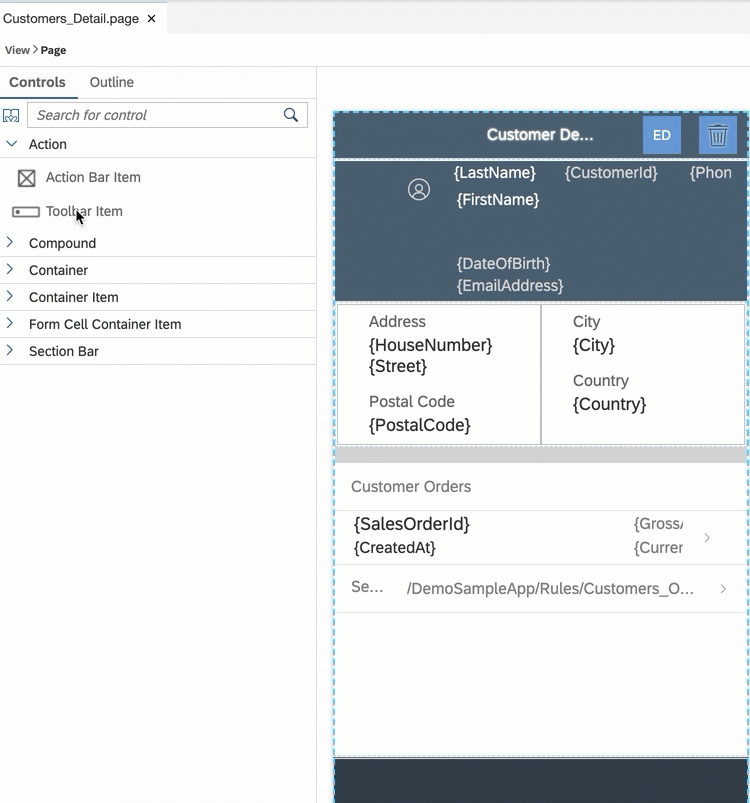 Customers_Detail.page ×
View > Page
Controls Outline
Search for control
Action
Action Bar Item
Toolbar Item
Compound
Container
Container Item
Form Cell Container Item
Section Bar
Customer De... ED
{LastName} {CustomerId} {Phon
{FirstName}
{DateOfBirth}
{EmailAddress}
Address
{HouseNumber}
{Street}
Postal Code
{PostalCode}
City
{City}
Country
{Country}
Customer Orders
{SalesOrderId} {Gross/
{CreatedAt} {Currer
Se... /DemoSampleApp/Rules/Customers_O...